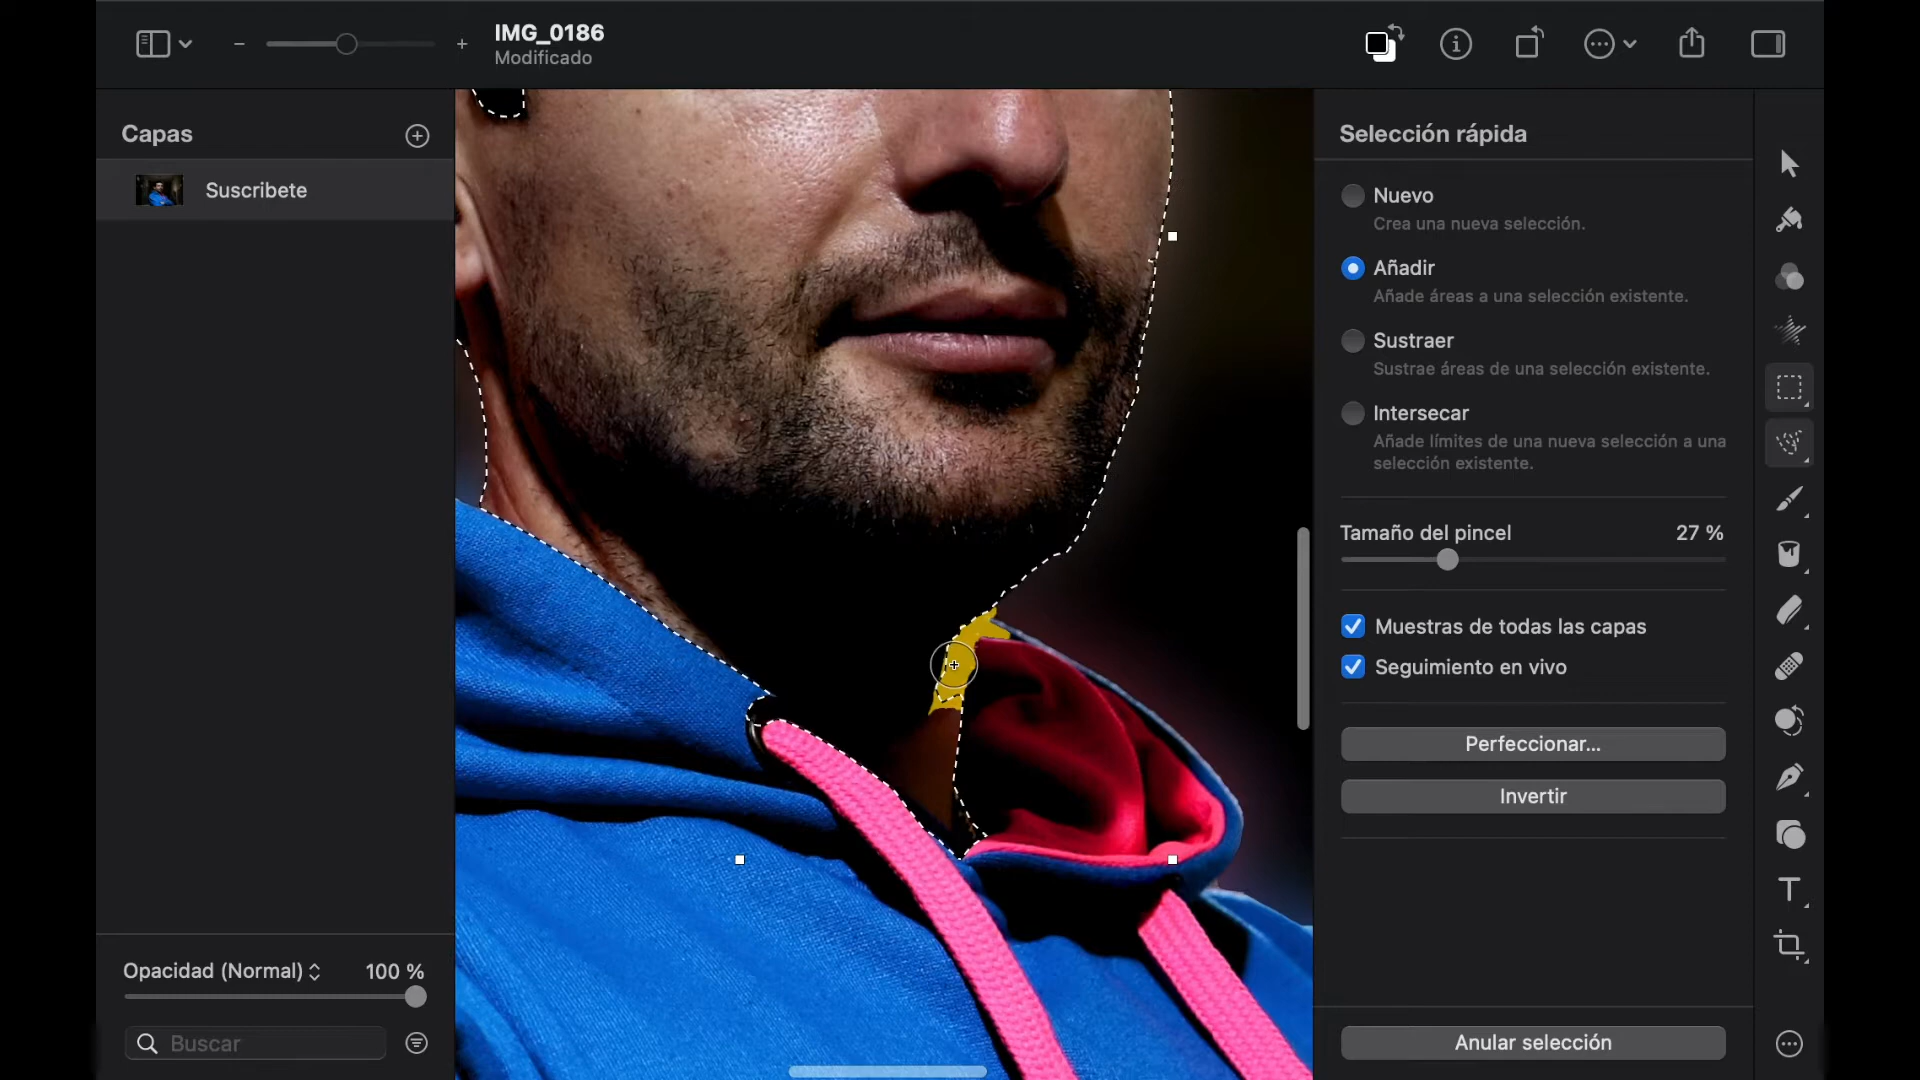 IMG_0186
Modificado
Capas
Suscribete
Opacidad (Normal)
100 %
Buscar
Selección rápida
Nuevo
Crea una nueva selección.
Añadir
Añade áreas a una selección existente.
Sustraer
Sustrae áreas de una selección existente.
Intersecar
Añade límites de una nueva selección a una
selección existente.
Tamaño del pincel
27 %
Muestras de todas las capas
Seguimiento en vivo
Perfeccionar...
Invertir
Anular selección